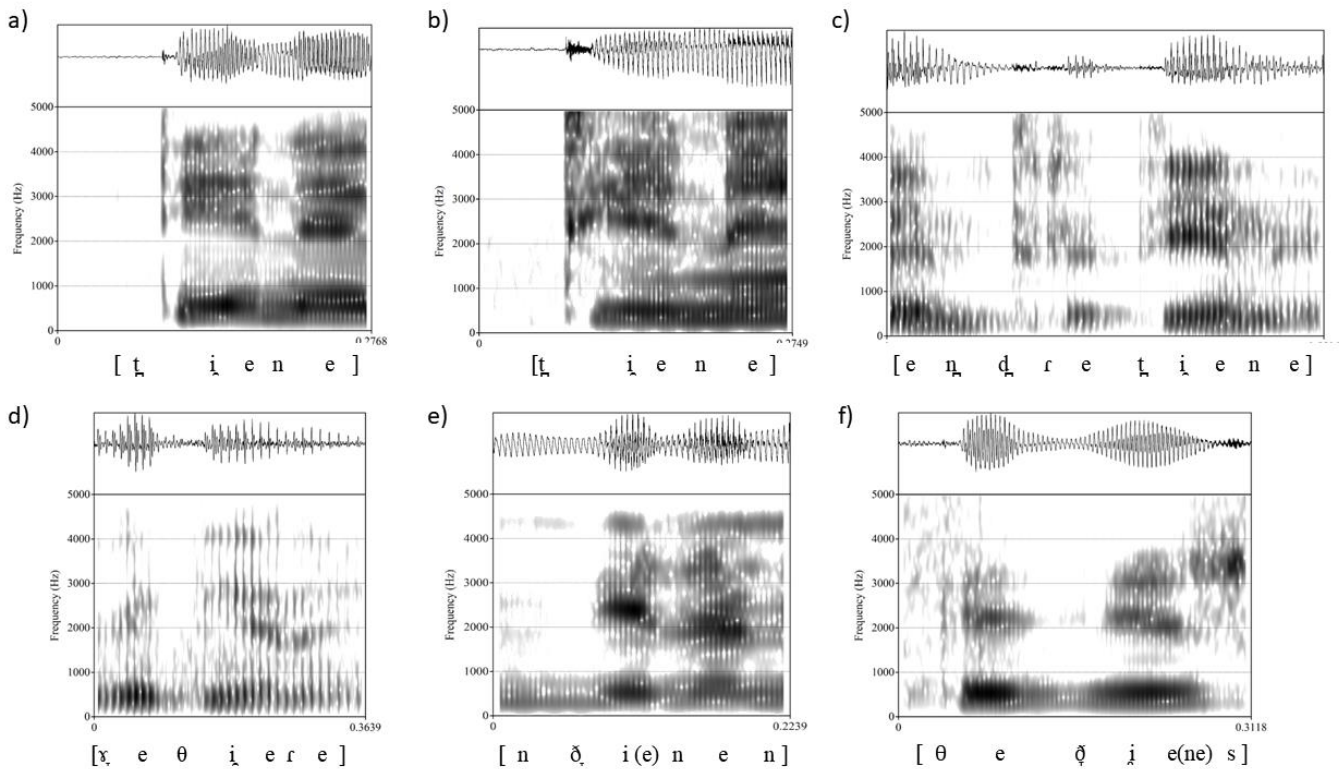 a)
5000
4000
3000
2000
1000
0
Frequency (Hz)
0 0.2768
[ t̪ i̯ e n e ]
b)
5000
4000
3000
2000
1000
0
Frequency (Hz)
0 0.2749
[ t̪ i̯ e n e ]
c)
5000
4000
3000
2000
1000
0
Frequency (Hz)
[ e n̪ d̪ ɾ e t̪ i̯ e n e ]
d)
5000
4000
3000
2000
1000
0
Frequency (Hz)
0 0.3639
[ ɣ̞ e θ i̯ e ɾ e ]
e)
5000
4000
3000
2000
1000
0
Frequency (Hz)
0 0.2239
[ n ð̞ i (e) n e n ]
f)
5000
4000
3000
2000
1000
0
Frequency (Hz)
0 0.3118
[ θ e ð̞ i̯ e(ne) s ]